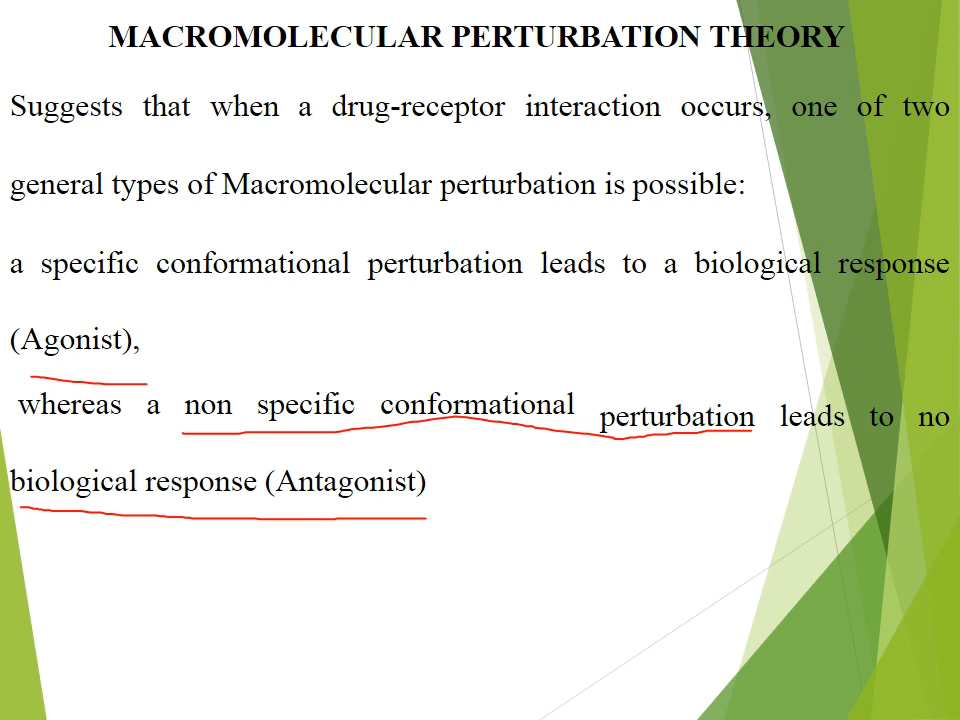 MACROMOLECULAR PERTURBATION THEORY
Suggests that when a drug-receptor interaction occurs, one of two
general types of Macromolecular perturbation is possible:
a specific conformational perturbation leads to a biological response
(Agonist),
whereas a non specific conformational perturbation leads to no
biological response (Antagonist)